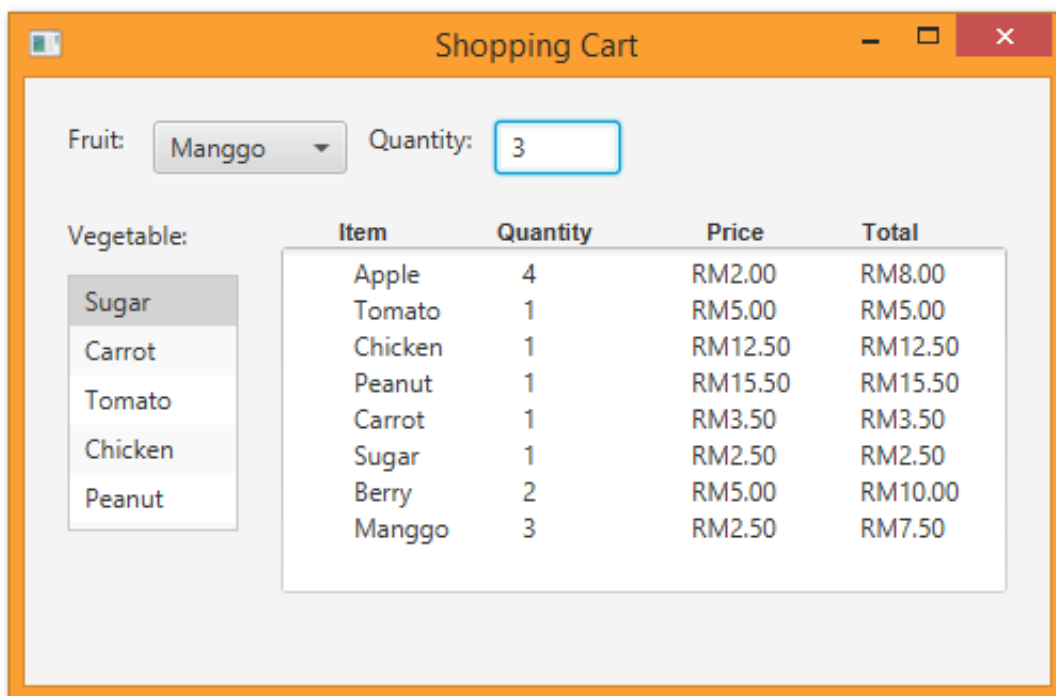 Shopping Cart
Fruit: Manggo Quantity: 3
Vegetable:
Sugar
Carrot
Tomato
Chicken
Peanut
Item Quantity Price Total
Apple 4 RM2.00 RM8.00
Tomato 1 RM5.00 RM5.00
Chicken 1 RM12.50 RM12.50
Peanut 1 RM15.50 RM15.50
Carrot 1 RM3.50 RM3.50
Sugar 1 RM2.50 RM2.50
Berry 2 RM5.00 RM10.00
Manggo 3 RM2.50 RM7.50